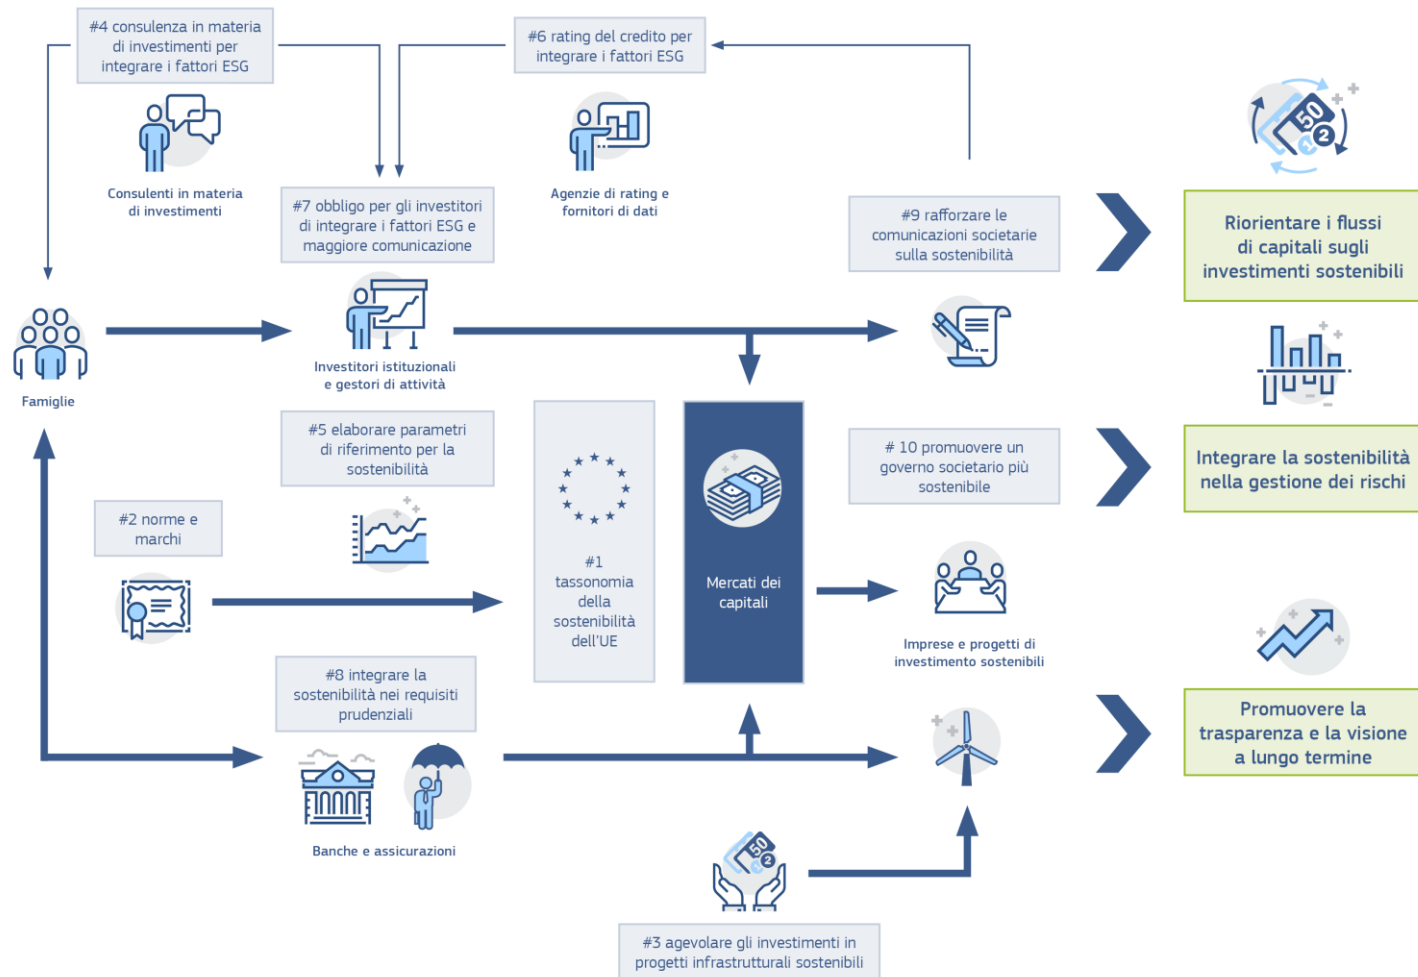 #4 consulenza in materia
di investimenti per
integrare i fattori ESG
#6 rating del credito per
integrare i fattori ESG
50
2
Consulenti in materia
di investimenti
Agenzie di rating e
fornitori di dati
#7 obbligo per gli investitori
di integrare i fattori ESG e
maggiore comunicazione
#9 rafforzare le
comunicazioni societarie
sulla sostenibilità
Riorientare i flussi
di capitali sugli
investimenti sostenibili
Famiglie
Investitori istituzionali
e gestori di attività
#5 elaborare parametri
di riferimento per la
sostenibilità
# 10 promuovere un
governo societario più
sostenibile
Integrare la sostenibilità
nella gestione dei rischi
#2 norme e
marchi
#1
tassonomia
della
sostenibilità
dell'UE
Mercati dei
capitali
Imprese e progetti di
investimento sostenibili
#8 integrare la
sostenibilità nei requisiti
prudenziali
Promuovere la
trasparenza e la visione
a lungo termine
Banche e assicurazioni
50
2
#3 agevolare gli investimenti in
progetti infrastrutturali sostenibili